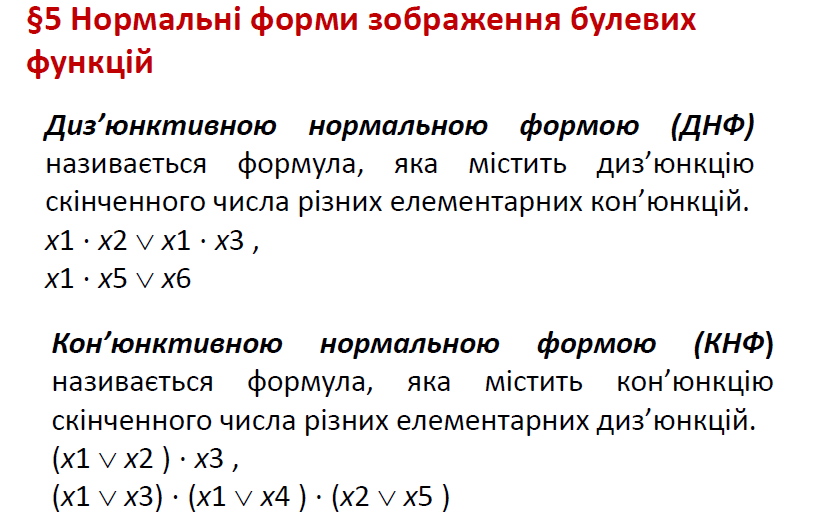 §5 Нормальні форми зображення булевих
функцій
Диз’юнктивною нормальною формою (ДНФ)
називається формула, яка містить диз’юнкцію
скінченного числа різних елементарних кон’юнкцій.
x1 · x2 ∨ x1 · x3 ,
x1 · x5 ∨ x6
Кон’юнктивною нормальною формою (КНФ)
називається формула, яка містить кон’юнкцію
скінченного числа різних елементарних диз’юнкцій.
(x1 ∨ x2 ) · x3 ,
(x1 ∨ x3) · (x1 ∨ x4 ) · (x2 ∨ x5 )